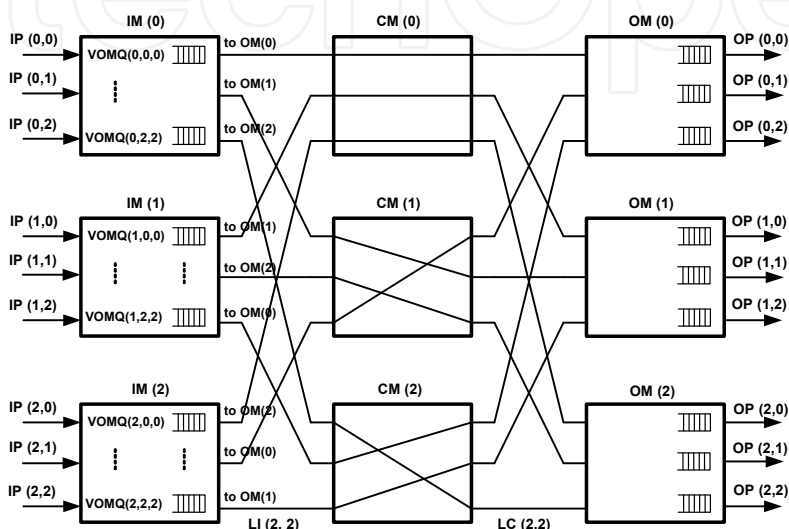 IM (0)
CM (0)
OM (0)
IP (0,0)
VOMQ(0,0,0)
to OM(0)
OP (0,0)
IP (0,1)
to OM(1)
OP (0,1)
IP (0,2)
VOMQ(0,2,2)
to OM(2)
OP (0,2)
IM (1)
CM (1)
OM (1)
IP (1,0)
VOMQ(1,0,0)
to OM(1)
OP (1,0)
IP (1,1)
to OM(2)
OP (1,1)
IP (1,2)
VOMQ(1,2,2)
to OM(0)
OP (1,2)
IM (2)
CM (2)
OM (2)
IP (2,0)
VOMQ(2,0,0)
to OM(2)
OP (2,0)
IP (2,1)
to OM(0)
OP (2,1)
IP (2,2)
VOMQ(2,2,2)
to OM(1)
OP (2,2)
LI (2, 2)
LC (2,2)